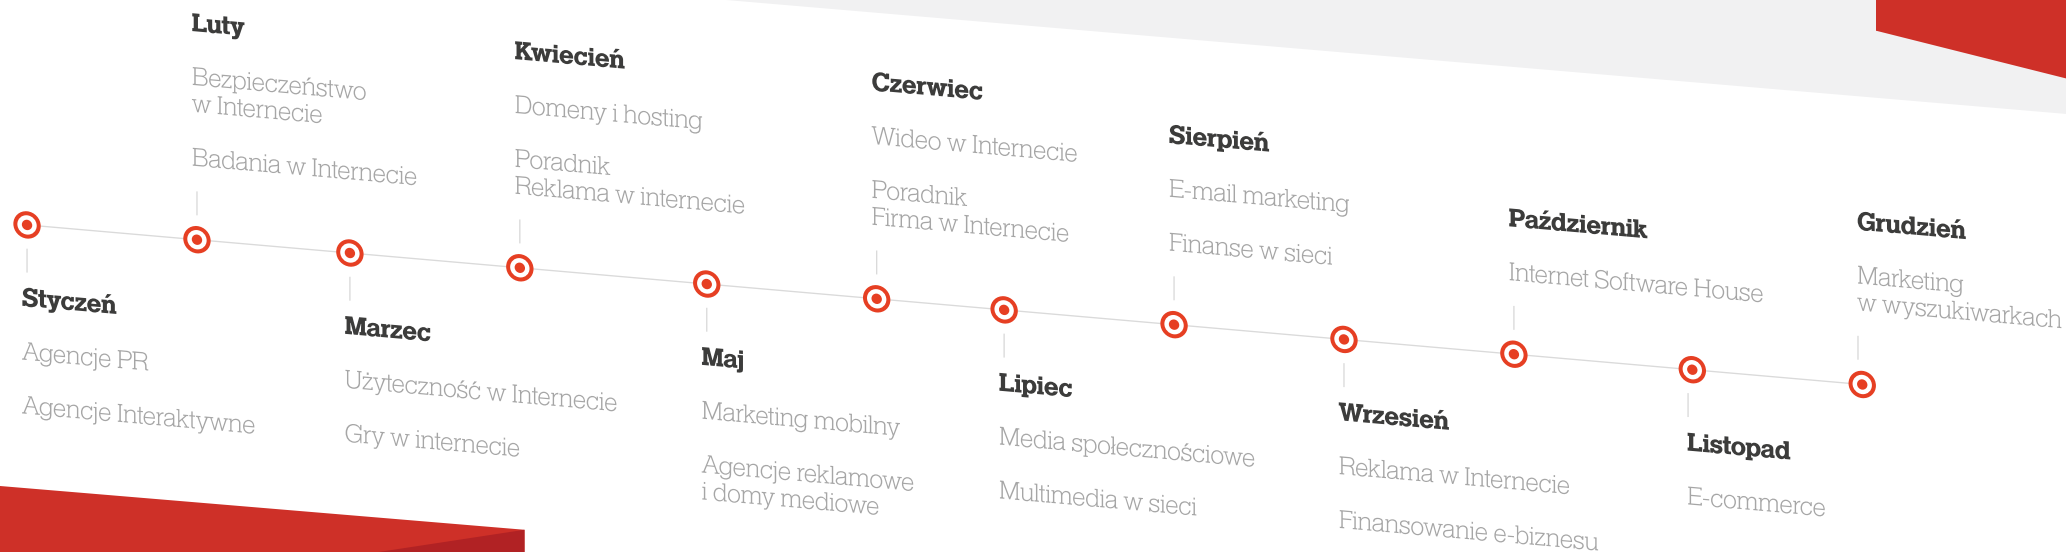 Luty
Bezpieczeństwo
w Internecie
Badania w Internecie
Kwiecień
Domeny i hosting
Poradnik
Reklama w internecie
Czerwiec
Wideo w Internecie
Poradnik
Firma w Internecie
Sierpień
E-mail marketing
Finanse w sieci
Październik
Internet Software House
Grudzień
Marketing
w wyszukiwarkach
Styczeń
Agencje PR
Agencje Interaktywne
Marzec
Użyteczność w Internecie
Gry w internecie
Maj
Marketing mobilny
Agencje reklamowe
i domy mediowe
Lipiec
Media społecznościowe
Multimedia w sieci
Wrzesień
Reklama w Internecie
Finansowanie e-biznesu
Listopad
E-commerce